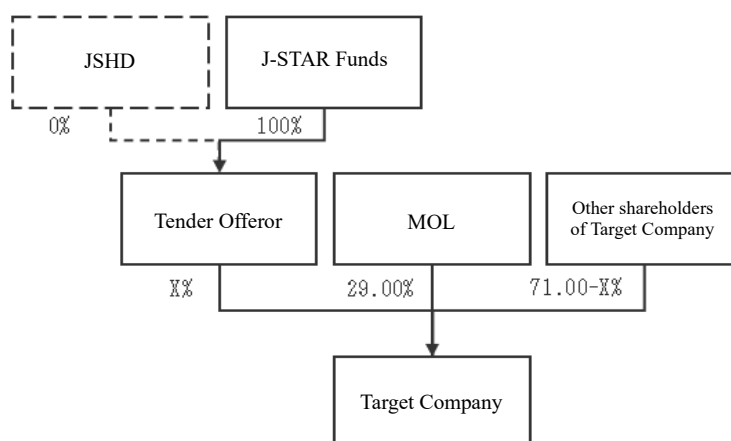 JSHD
J-STAR Funds
0%
100%
Tender Offeror
MOL
Other shareholders
of Target Company
X%
29.00%
71.00-X%
Target Company